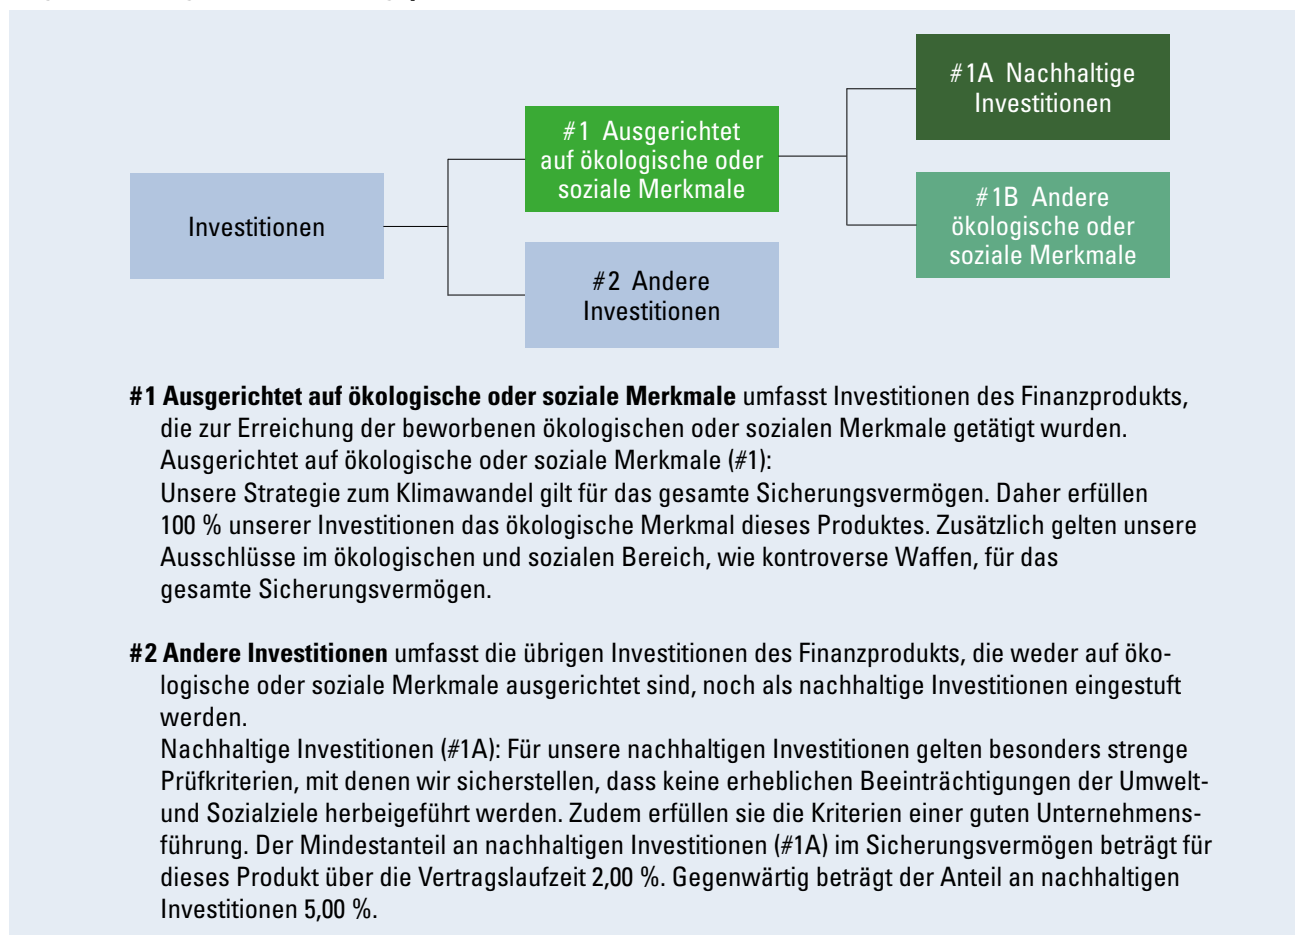 #1A Nachhaltige
Investitionen
#1 Ausgerichtet
auf ökologische oder
soziale Merkmale
#1B Andere
ökologische oder
soziale Merkmale
Investitionen
#2 Andere
Investitionen
#1 Ausgerichtet auf ökologische oder soziale Merkmale umfasst Investitionen des Finanzprodukts,
die zur Erreichung der beworbenen ökologischen oder sozialen Merkmale getätigt wurden.
Ausgerichtet auf ökologische oder soziale Merkmale (#1):
Unsere Strategie zum Klimawandel gilt für das gesamte Sicherungsvermögen. Daher erfüllen
100 % unserer Investitionen das ökologische Merkmal dieses Produktes. Zusätzlich gelten unsere
Ausschlüsse im ökologischen und sozialen Bereich, wie kontroverse Waffen, für das
gesamte Sicherungsvermögen.
#2 Andere Investitionen umfasst die übrigen Investitionen des Finanzprodukts, die weder auf öko-
logische oder soziale Merkmale ausgerichtet sind, noch als nachhaltige Investitionen eingestuft
werden.
Nachhaltige Investitionen (#1A): Für unsere nachhaltigen Investitionen gelten besonders strenge
Prüfkriterien, mit denen wir sicherstellen, dass keine erheblichen Beeinträchtigungen der Umwelt-
und Sozialziele herbeigeführt werden. Zudem erfüllen sie die Kriterien einer guten Unternehmens-
führung. Der Mindestanteil an nachhaltigen Investitionen (#1A) im Sicherungsvermögen beträgt für
dieses Produkt über die Vertragslaufzeit 2,00 %. Gegenwärtig beträgt der Anteil an nachhaltigen
Investitionen 5,00 %.